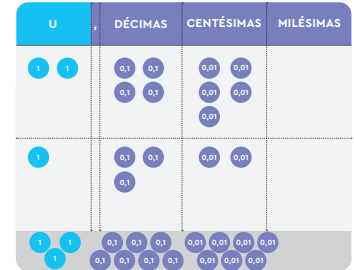 U , DÉCIMAS CENTÉSIMAS MILÉSIMAS
1 1 0,1 0,1 0,01 0,01
0,1 0,1 0,01 0,01
0,01
1 0,1 0,1 0,01 0,01
0,1
1 1 0,1 0,1 0,1 0,01 0,01 0,01 0,01
1 0,1 0,1 0,1 0,1 0,01 0,01 0,01